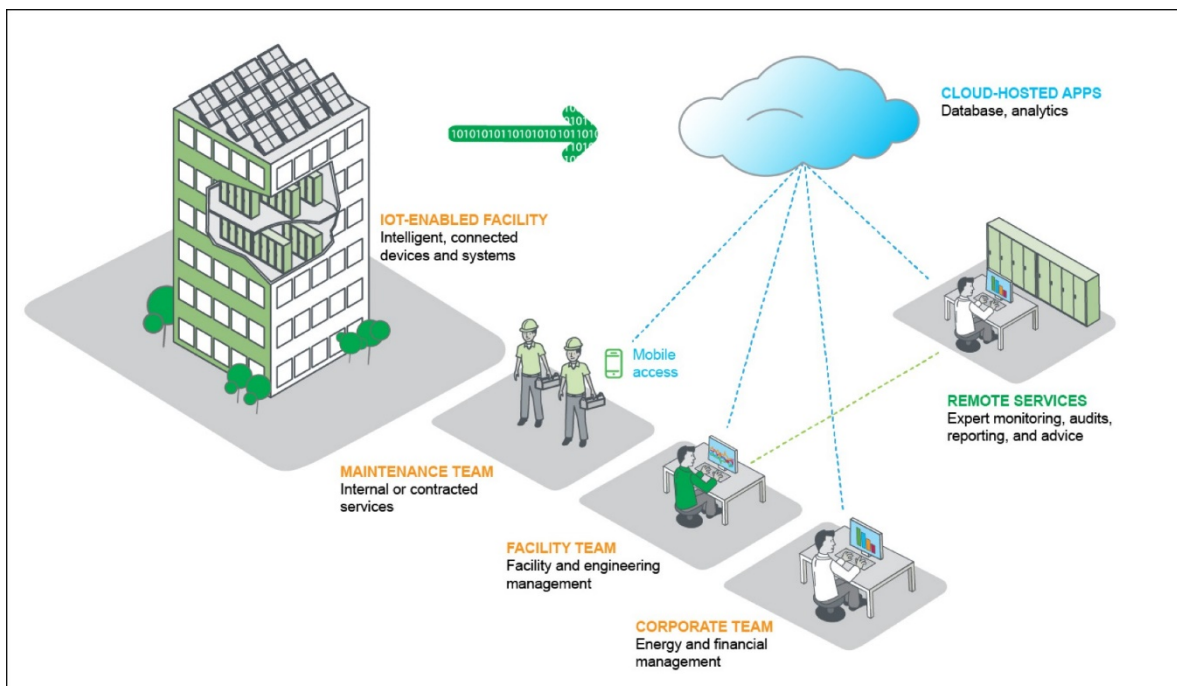 CLOUD-HOSTED APPS
Database, analytics
101010101101010101011010
IOT-ENABLED FACILITY
Intelligent, connected
devices and systems
Mobile
access
REMOTE SERVICES
Expert monitoring, audits,
reporting, and advice
MAINTENANCE TEAM
Internal or contracted
services
FACILITY TEAM
Facility and engineering
management
CORPORATE TEAM
Energy and financial
management